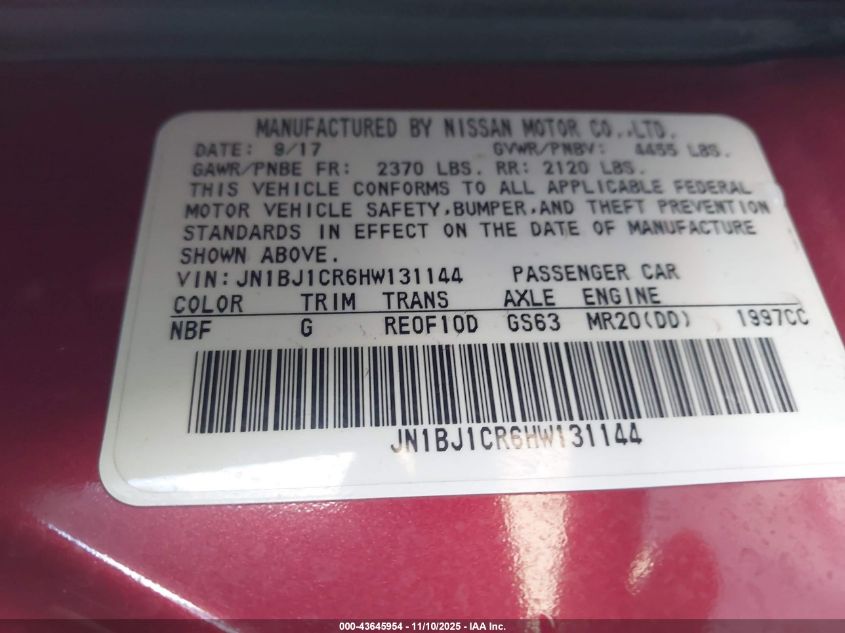 MANUFACTURED BY NISSAN MOTOR CO.,LTD.
DATE: 9/17 GVWR/PNBV: 4455 LBS.
GAWR/PNBE FR: 2370 LBS. RR: 2120 LBS.
THIS VEHICLE CONFORMS TO ALL APPLICABLE FEDERAL
MOTOR VEHICLE SAFETY,BUMPER,AND THEFT PREVENTION
STANDARDS IN EFFECT ON THE DATE OF MANUFACTURE
SHOWN ABOVE.
VIN:JN1BJ1CR6HW131144 PASSENGER CAR
COLOR TRIM TRANS AXLE ENGINE
NBF G RE0F10D GS63 MR20(DD) 1997CC
JN1BJ1CR6HW131144
000-43645954 — 11/10/2025 — IAA Inc.